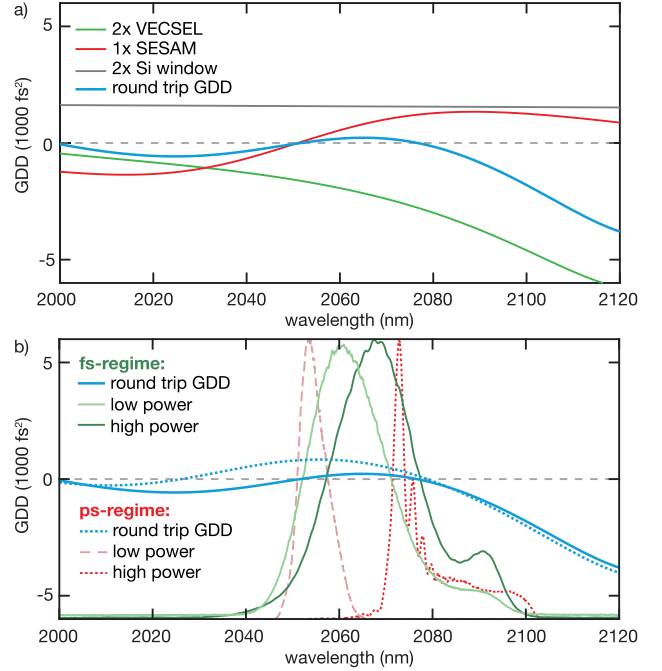 a)
5
0
-5
GDD (1000 fs²)
2x VECSEL
1x SESAM
2x Si window
round trip GDD
2000
2020
2040
2060
2080
2100
2120
wavelength (nm)
b)
5
0
-5
GDD (1000 fs²)
fs-regime:
round trip GDD
low power
high power
ps-regime:
round trip GDD
low power
high power
2000
2020
2040
2060
2080
2100
2120
wavelength (nm)